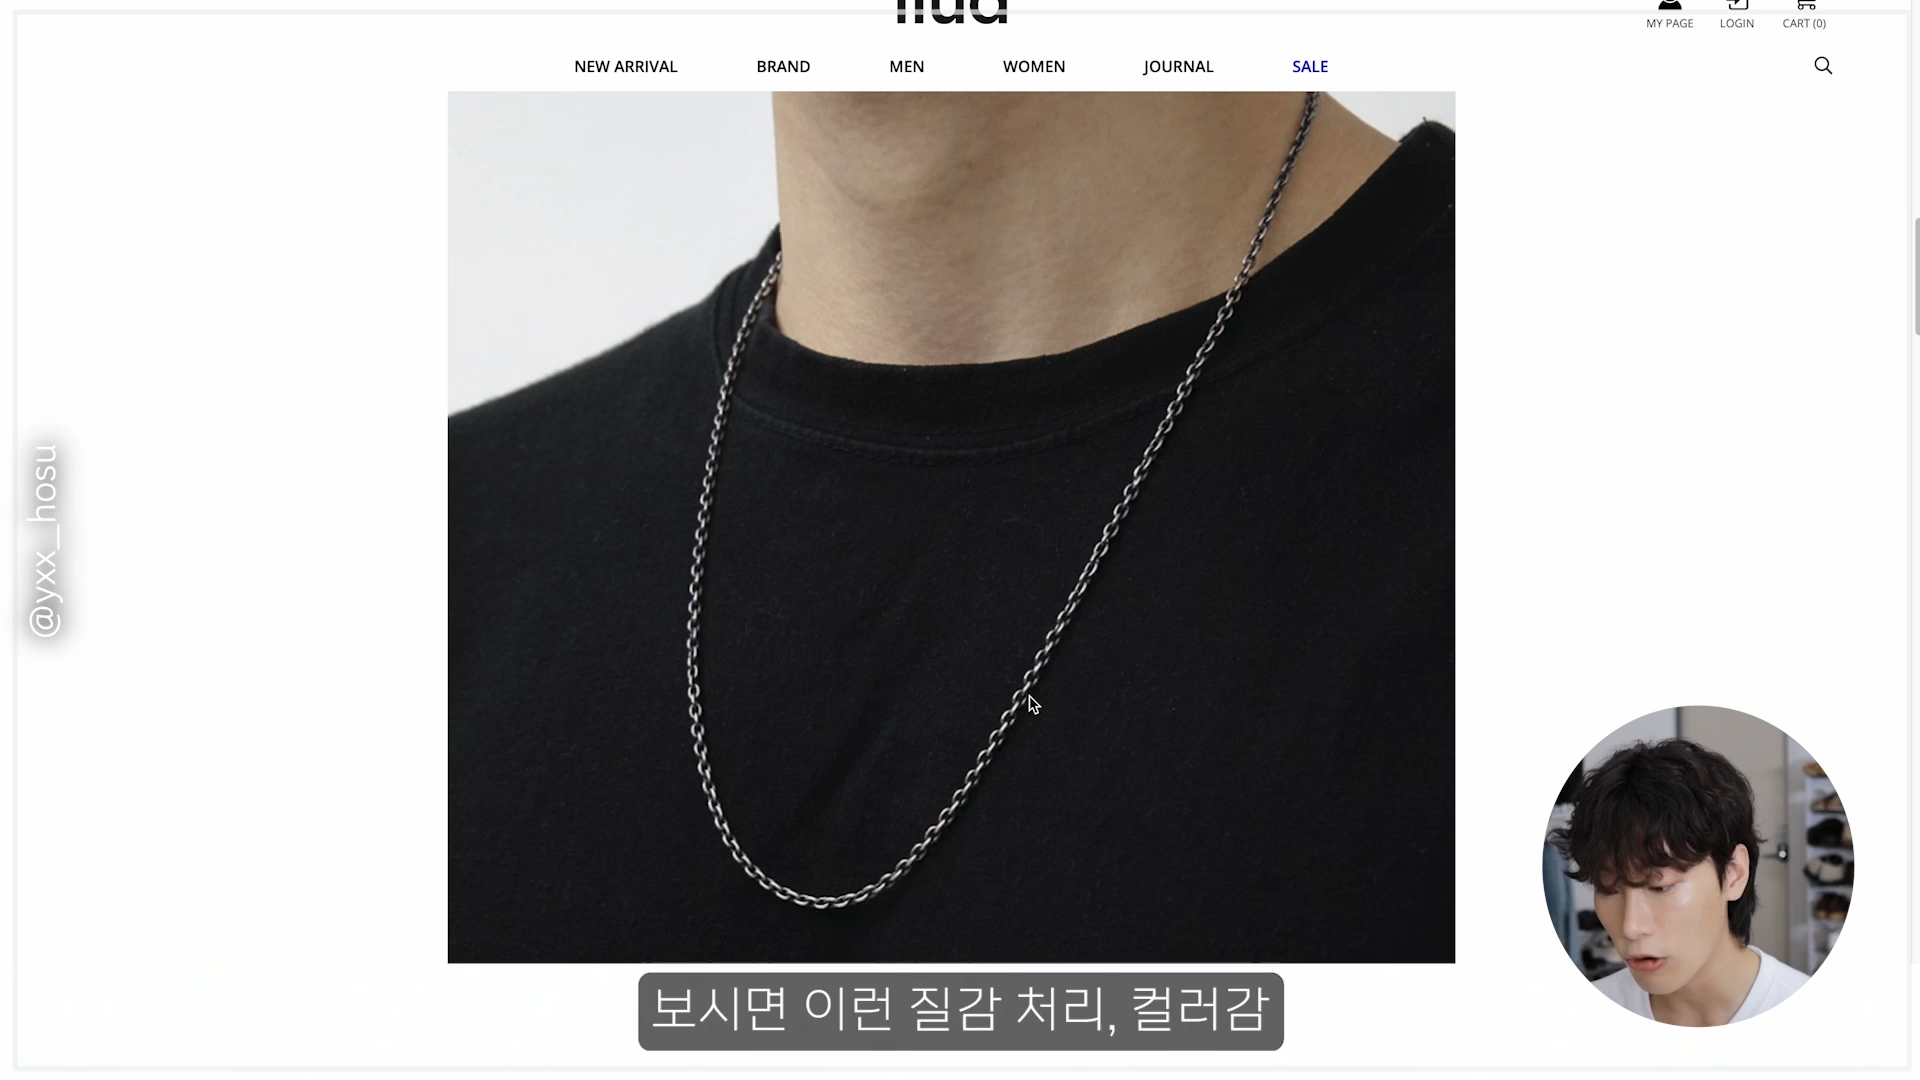 MY PAGE
LOGIN
CART (0)
NEW ARRIVAL
BRAND
MEN
WOMEN
JOURNAL
SALE
@yxx__hosu
보시면 이런 질감 처리, 컬러감